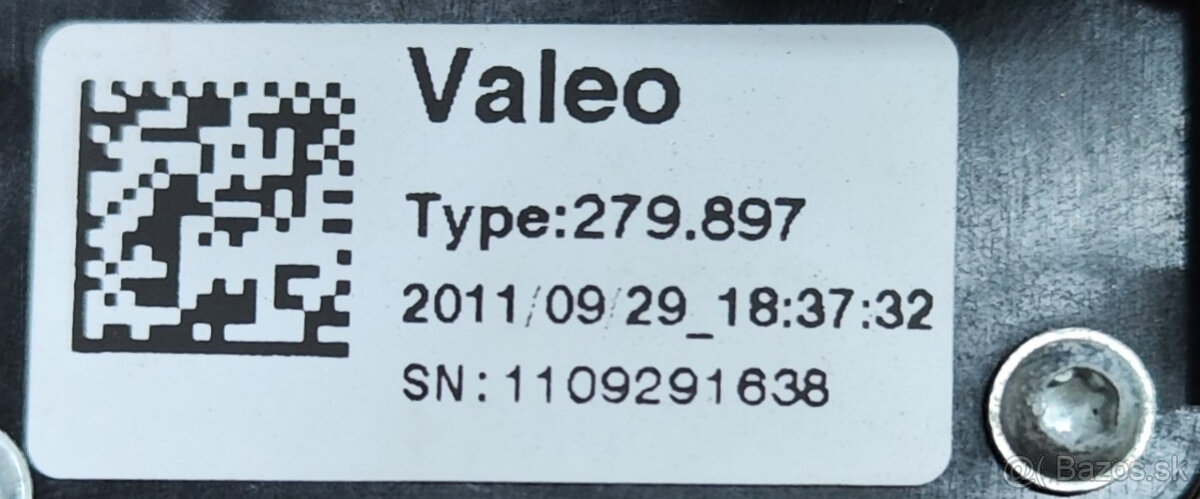 Valeo
Type:279.897
2011/09/29_18:37:32
SN:1109291638
@( Bazos.sk